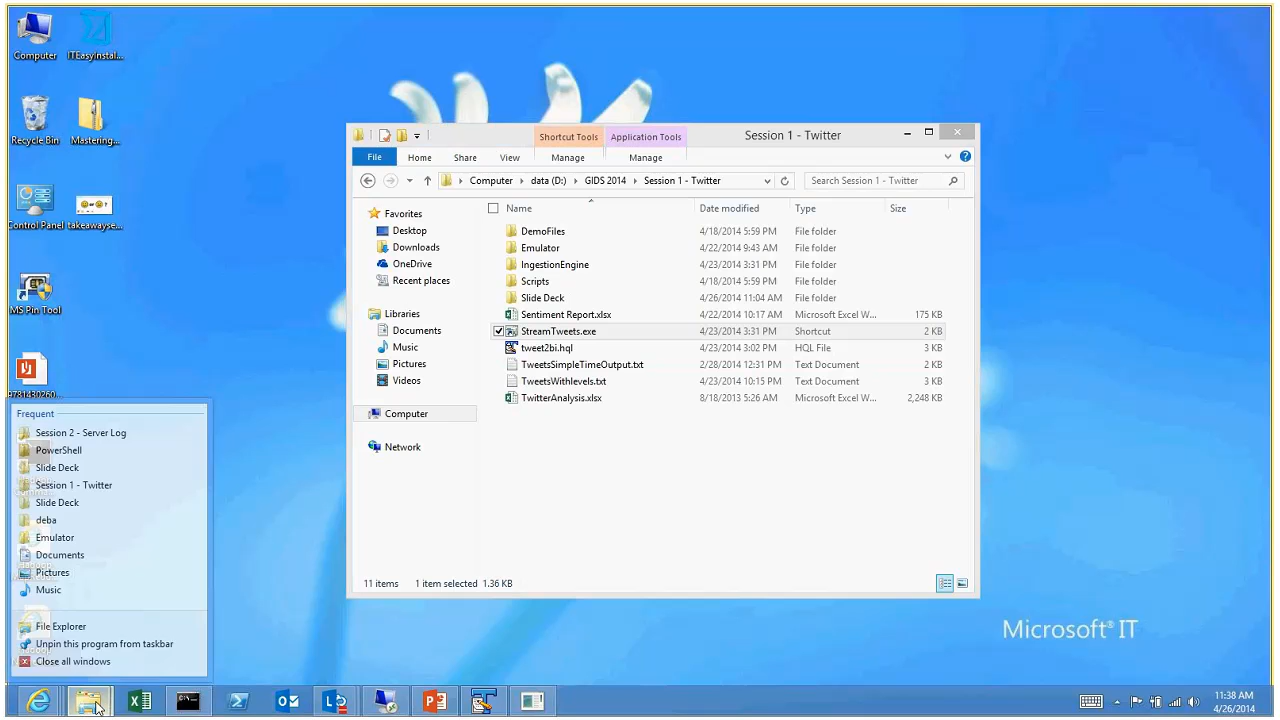 Computer
ITEasyInstal...
Recycle Bin
Mastering...
Control Panel
takeawayse...
MS Pin Tool
9781430260...
Frequent
Session 2 - Server Log
PowerShell
Slide Deck
Session 1 - Twitter
Slide Deck
deba
Emulator
Documents
Pictures
Music
File Explorer
Unpin this program from taskbar
Close all windows
Shortcut Tools
Application Tools
Session 1 - Twitter
File
Home
Share
View
Manage
Manage
Computer
data (D:)
GIDS 2014
Session 1 - Twitter
Search Session 1 - Twitter
Favorites
Desktop
Downloads
OneDrive
Recent places
Libraries
Documents
Music
Pictures
Videos
Computer
Network
Name Date modified Type Size
DemoFiles 4/18/2014 5:59 PM File folder
Emulator 4/22/2014 9:43 AM File folder
IngestionEngine 4/23/2014 3:31 PM File folder
Scripts 4/18/2014 5:59 PM File folder
Slide Deck 4/26/2014 11:04 AM File folder
Sentiment Report.xlsx 4/22/2014 10:17 AM Microsoft Excel W... 175 KB
StreamTweets.exe 4/23/2014 3:31 PM Shortcut 2 KB
tweet2bi.hql 4/23/2014 3:02 PM HQL File 3 KB
TweetsSimpleTimeOutput.txt 2/28/2014 12:31 PM Text Document 2 KB
TweetsWithlevels.txt 4/23/2014 10:15 PM Text Document 3 KB
TwitterAnalysis.xlsx 8/18/2013 5:26 AM Microsoft Excel W... 2,248 KB
11 items 1 item selected 1.36 KB
Microsoft® IT
11:38 AM
4/26/2014